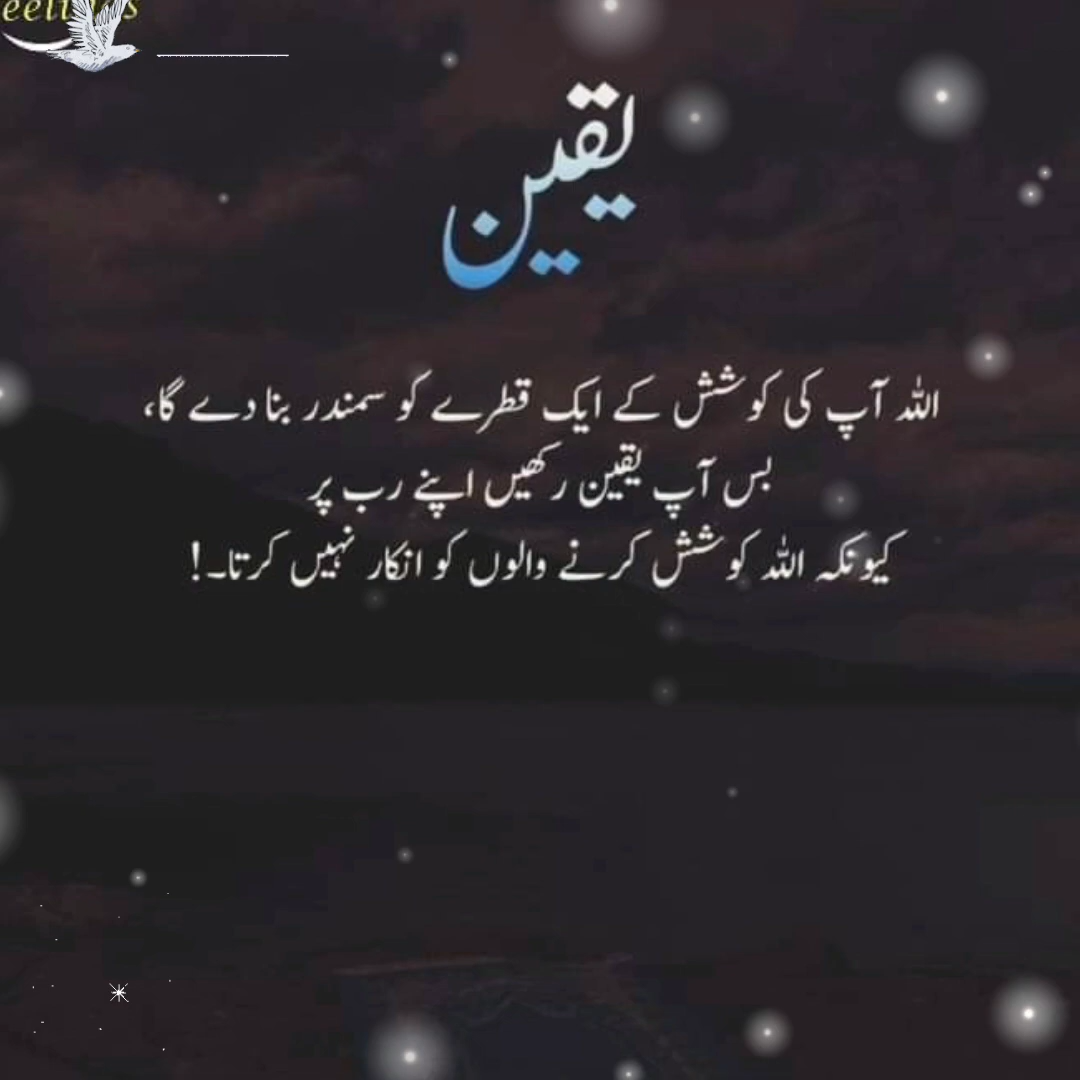 یقین
اللہ آپ کی کوشش کے ایک قطرے کو سمندر بنا دے گا،
بس آپ یقین رکھیں اپنے رب پر
کیونکہ اللہ کوشش کرنے والوں کو انکار نہیں کرتا۔!